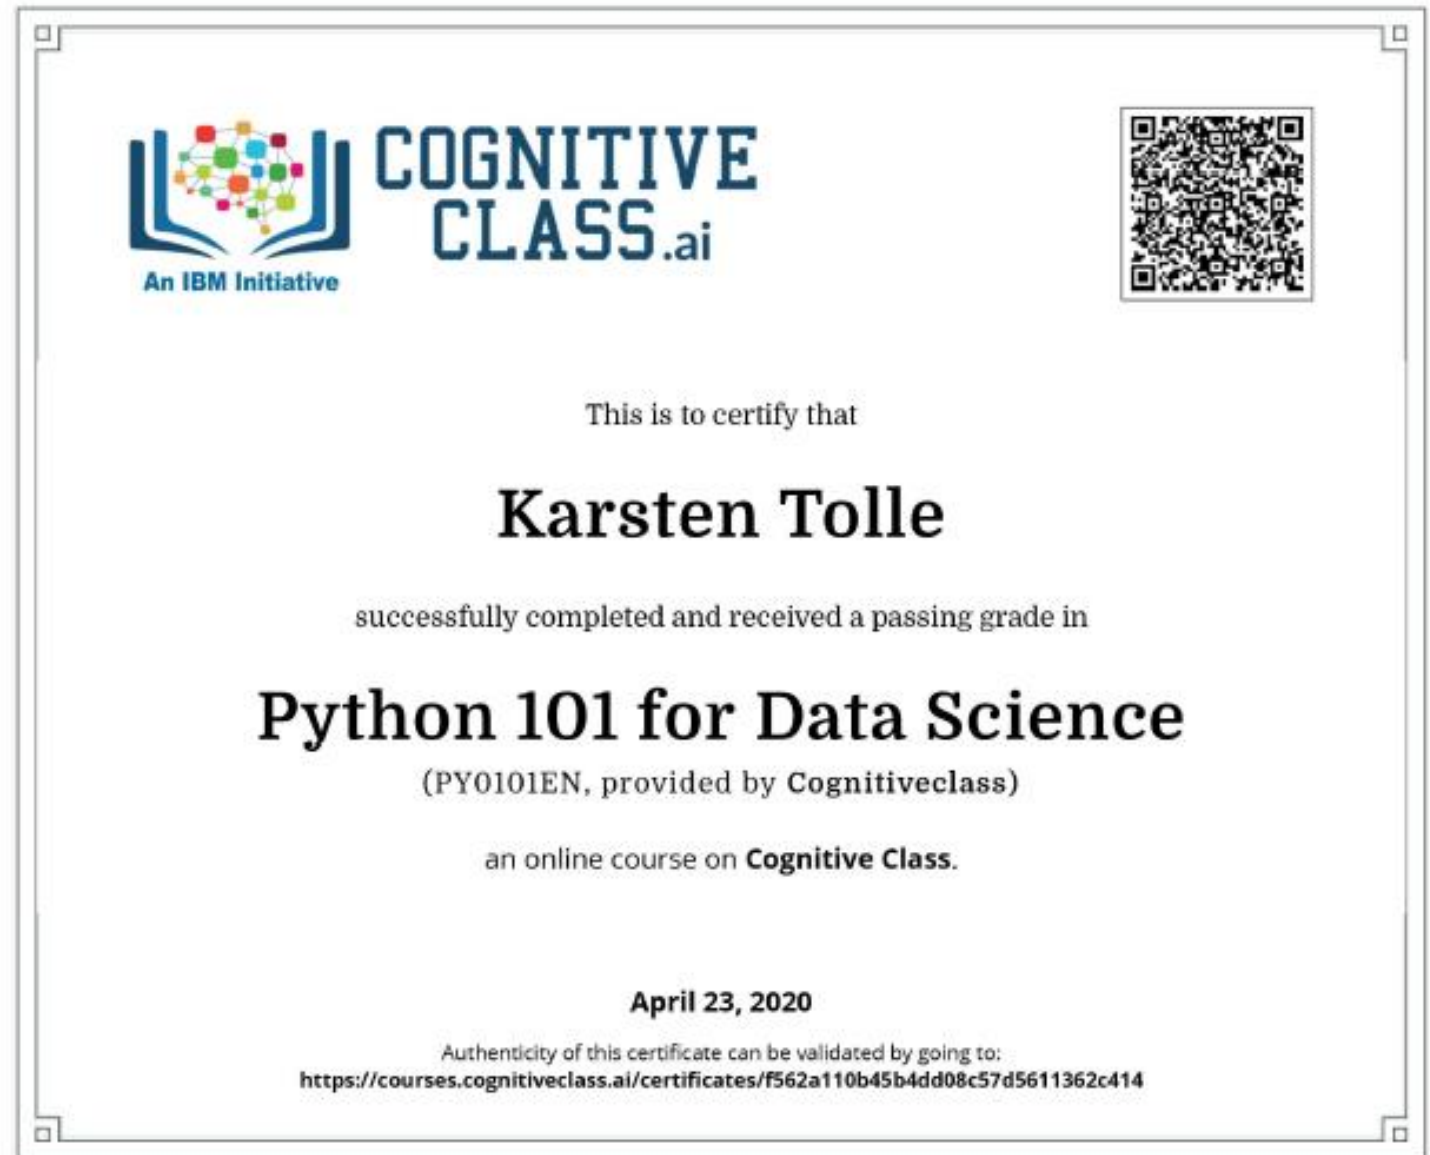 COGNITIVE
CLASS.ai
An IBM Initiative
This is to certify that
Karsten Tolle
successfully completed and received a passing grade in
Python 101 for Data Science
(PY0101EN, provided by Cognitiveclass)
an online course on Cognitive Class.
April 23, 2020
Authenticity of this certificate can be validated by going to:
https://courses.cognitiveclass.ai/certificates/f562a110b45b4dd08c57d5611362c414